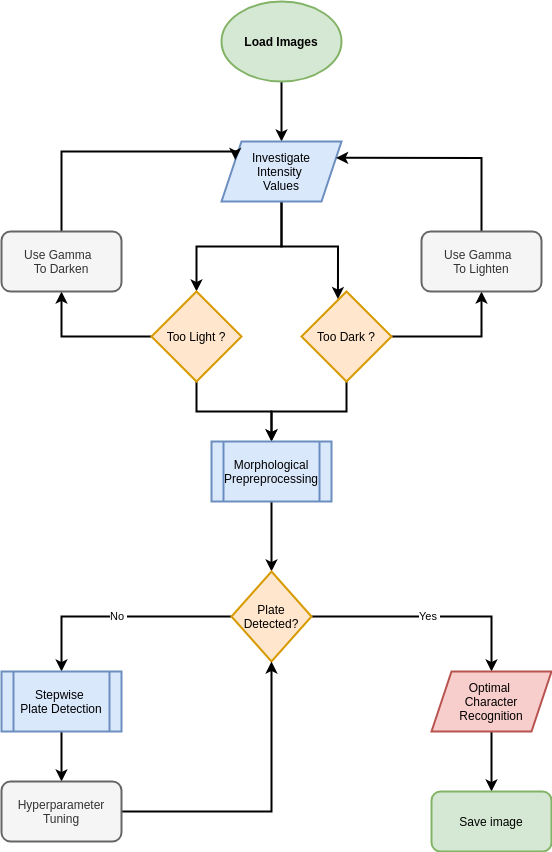 Load Images
Investigate
Intensity
Values
Use Gamma
To Darken
Use Gamma
To Lighten
Too Light ?
Too Dark ?
Morphological
Prepreprocessing
Plate
Detected?
No
Yes
Stepwise
Plate Detection
Optimal
Character
Recognition
Hyperparameter
Tuning
Save image